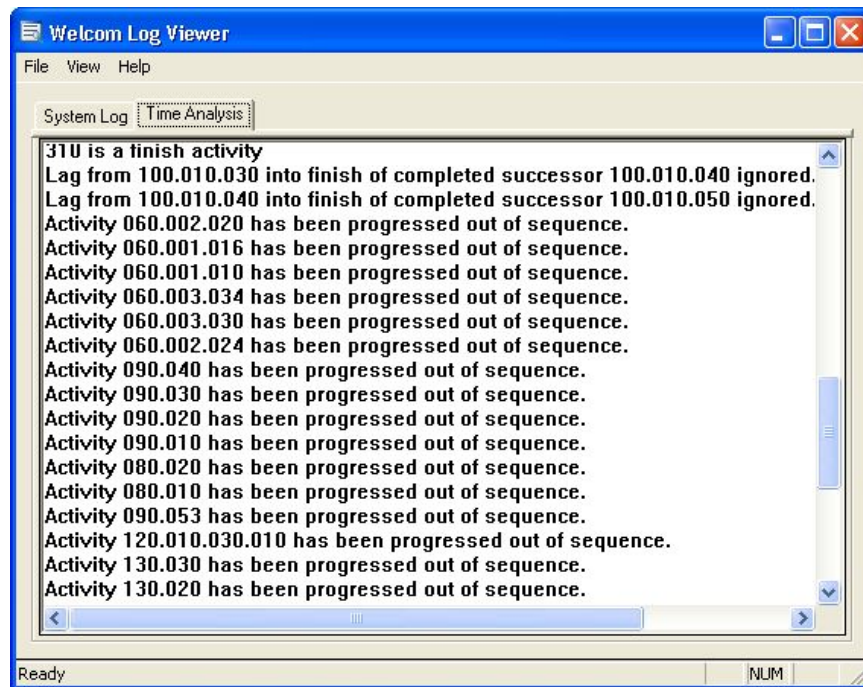 Welcom Log Viewer
File View Help
System Log Time Analysis
310 is a finish activity
Lag from 100.010.030 into finish of completed successor 100.010.040 ignored.
Lag from 100.010.040 into finish of completed successor 100.010.050 ignored.
Activity 060.002.020 has been progressed out of sequence.
Activity 060.001.016 has been progressed out of sequence.
Activity 060.001.010 has been progressed out of sequence.
Activity 060.003.034 has been progressed out of sequence.
Activity 060.003.030 has been progressed out of sequence.
Activity 060.002.024 has been progressed out of sequence.
Activity 090.040 has been progressed out of sequence.
Activity 090.030 has been progressed out of sequence.
Activity 090.020 has been progressed out of sequence.
Activity 090.010 has been progressed out of sequence.
Activity 080.020 has been progressed out of sequence.
Activity 080.010 has been progressed out of sequence.
Activity 090.053 has been progressed out of sequence.
Activity 120.010.030.010 has been progressed out of sequence.
Activity 130.030 has been progressed out of sequence.
Activity 130.020 has been progressed out of sequence.
Ready NUM